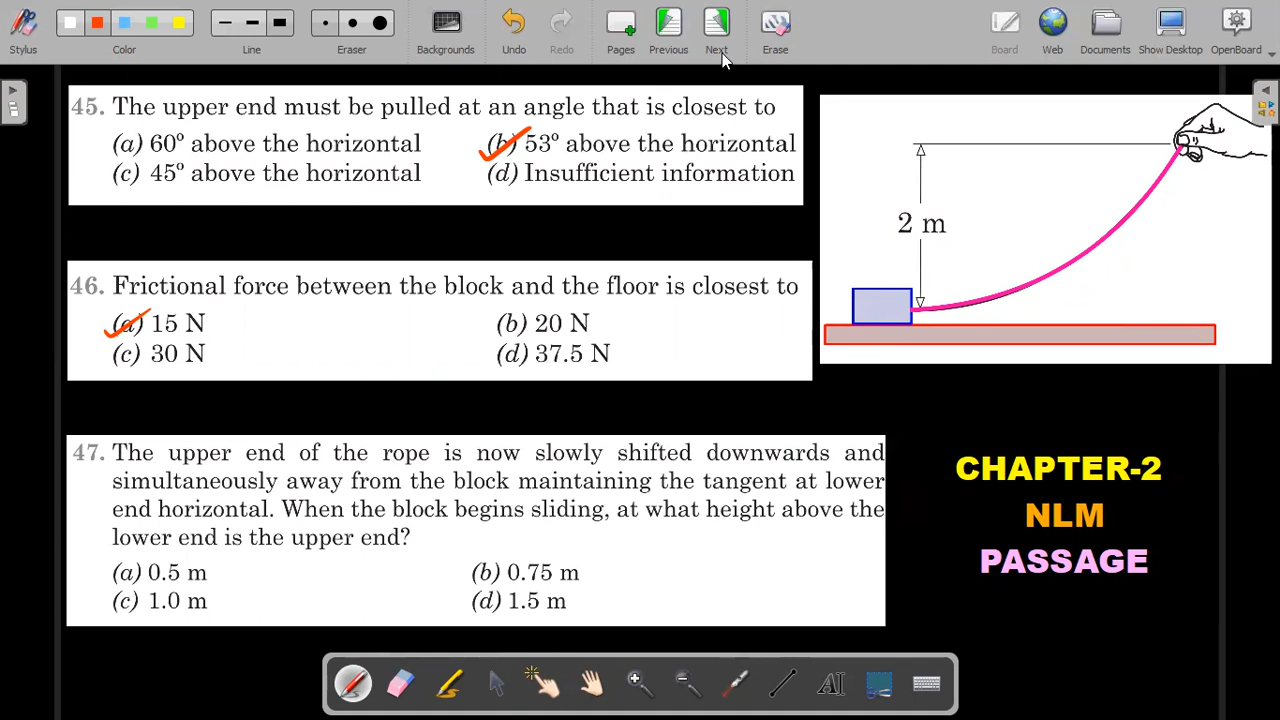 Stylus Color Line Eraser Backgrounds Undo Redo Pages Previous Next Erase Board Web Documents Show Desktop OpenBoard
45. The upper end must be pulled at an angle that is closest to
(a) 60º above the horizontal (b) 53º above the horizontal
(c) 45º above the horizontal (d) Insufficient information
2 m
46. Frictional force between the block and the floor is closest to
(a) 15 N (b) 20 N
(c) 30 N (d) 37.5 N
47. The upper end of the rope is now slowly shifted downwards and
simultaneously away from the block maintaining the tangent at lower
end horizontal. When the block begins sliding, at what height above the
lower end is the upper end?
(a) 0.5 m (b) 0.75 m
(c) 1.0 m (d) 1.5 m
CHAPTER-2
NLM
PASSAGE